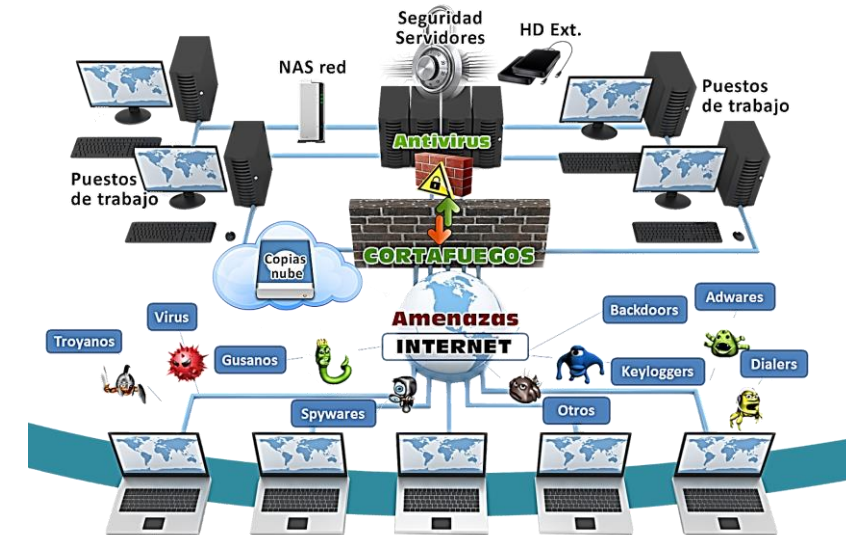 Seguridad
Servidores
HD Ext.
NAS red
Puestos
de trabajo
Antivirus
Puestos
de trabajo
Copias
nube
CORTAFUEGOS
Amenazas
INTERNET
Backdoors
Adwares
Virus
Troyanos
Gusanos
Keyloggers
Dialers
Spywares
Otros